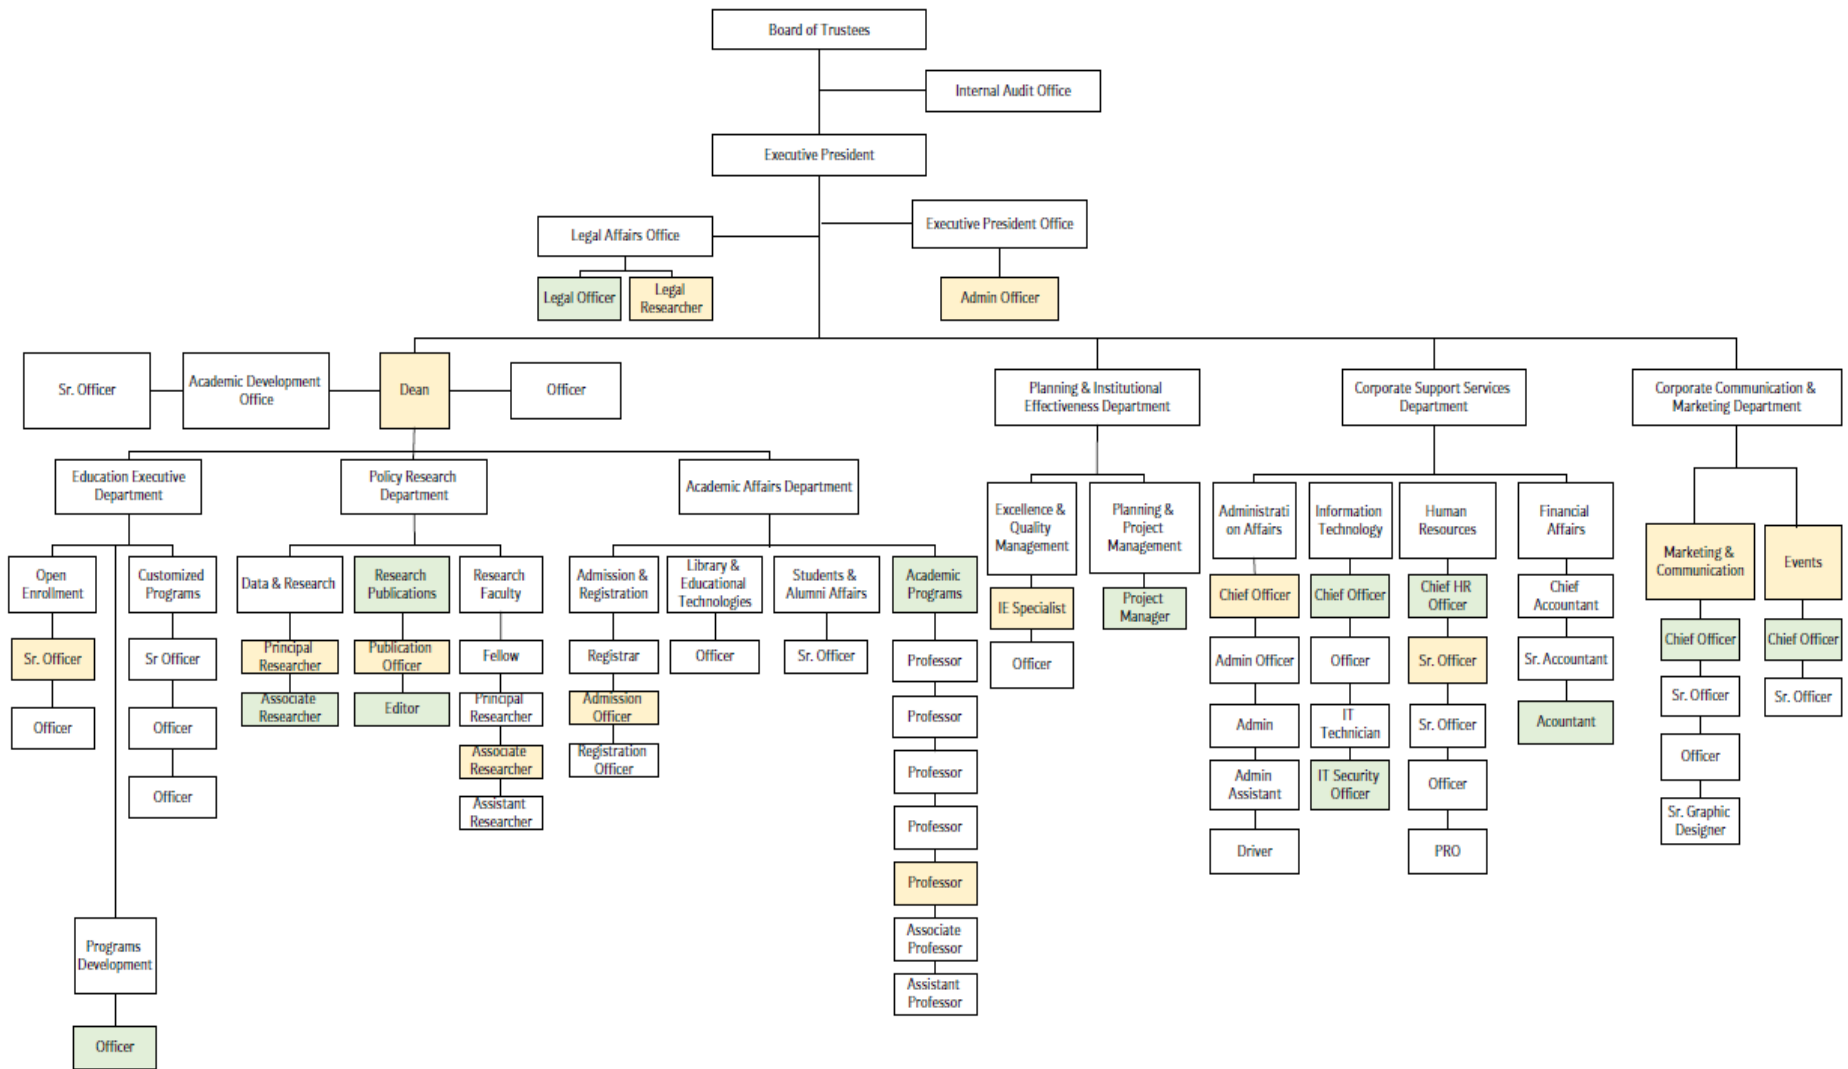 Board of Trustees
Internal Audit Office
Executive President
Legal Affairs Office
Executive President Office
Legal Officer
Legal
Researcher
Admin Officer
Sr. Officer
Academic Development
Office
Dean
Officer
Planning & Institutional
Effectiveness Department
Corporate Support Services
Department
Corporate Communication &
Marketing Department
Education Executive
Department
Policy Research
Department
Academic Affairs Department
Open
Enrollment
Sr. Officer
Officer
Customized
Programs
Sr Officer
Officer
Officer
Programs
Development
Officer
Data & Research
Principal
Researcher
Associate
Researcher
Research
Publications
Publication
Officer
Editor
Research
Faculty
Fellow
Principal
Researcher
Associate
Researcher
Assistant
Researcher
Admission &
Registration
Registrar
Admission
Officer
Registration
Officer
Library &
Educational
Technologies
Officer
Students &
Alumni Affairs
Sr. Officer
Academic
Programs
Professor
Professor
Professor
Professor
Professor
Associate
Professor
Assistant
Professor
Excellence &
Quality
Management
IE Specialist
Officer
Planning &
Project
Management
Project
Manager
Administrati
on Affairs
Chief Officer
Admin Officer
Admin
Admin
Assistant
Driver
Information
Technology
Chief Officer
Officer
IT
Technician
IT Security
Officer
Human
Resources
Chief HR
Officer
Sr. Officer
Sr. Officer
Officer
PRO
Financial
Affairs
Chief
Accountant
Sr. Accountant
Acountant
Marketing &
Communication
Chief Officer
Sr. Officer
Officer
Sr. Graphic
Designer
Events
Chief Officer
Sr. Officer